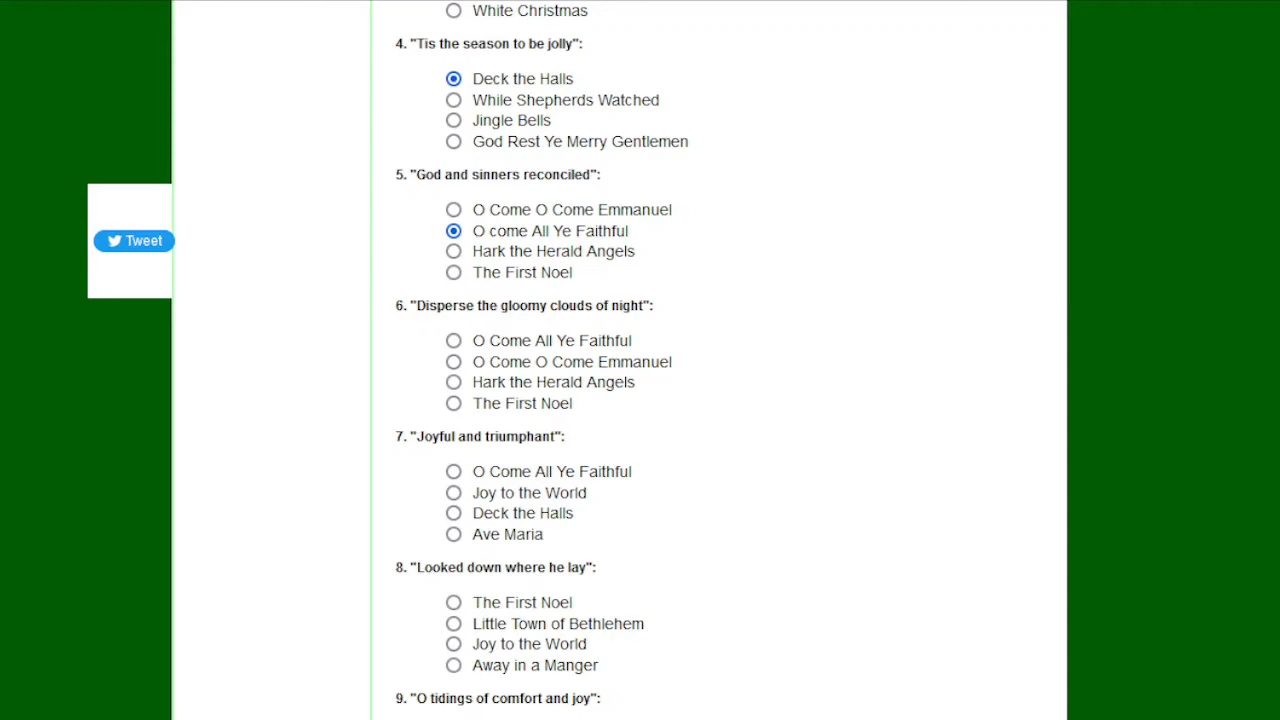 White Christmas
4. "Tis the season to be jolly":
Deck the Halls
While Shepherds Watched
Jingle Bells
God Rest Ye Merry Gentlemen
5. "God and sinners reconciled":
O Come O Come Emmanuel
O come All Ye Faithful
Hark the Herald Angels
The First Noel
Tweet
6. "Disperse the gloomy clouds of night":
O Come All Ye Faithful
O Come O Come Emmanuel
Hark the Herald Angels
The First Noel
7. "Joyful and triumphant":
O Come All Ye Faithful
Joy to the World
Deck the Halls
Ave Maria
8. "Looked down where he lay":
The First Noel
Little Town of Bethlehem
Joy to the World
Away in a Manger
9. "O tidings of comfort and joy":